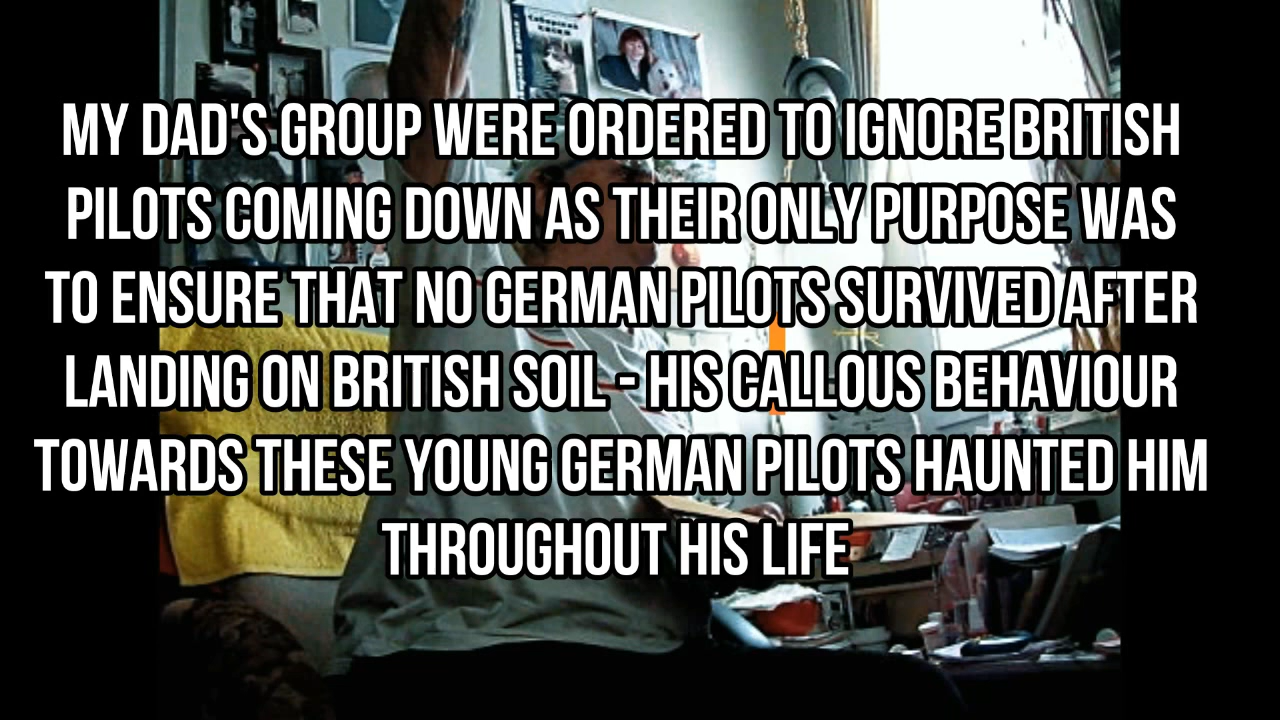 MY DAD'S GROUP WERE ORDERED TO IGNORE BRITISH
PILOTS COMING DOWN AS THEIR ONLY PURPOSE WAS
TO ENSURE THAT NO GERMAN PILOTS SURVIVED AFTER
LANDING ON BRITISH SOIL - HIS CALLOUS BEHAVIOUR
TOWARDS THESE YOUNG GERMAN PILOTS HAUNTED HIM
THROUGHOUT HIS LIFE